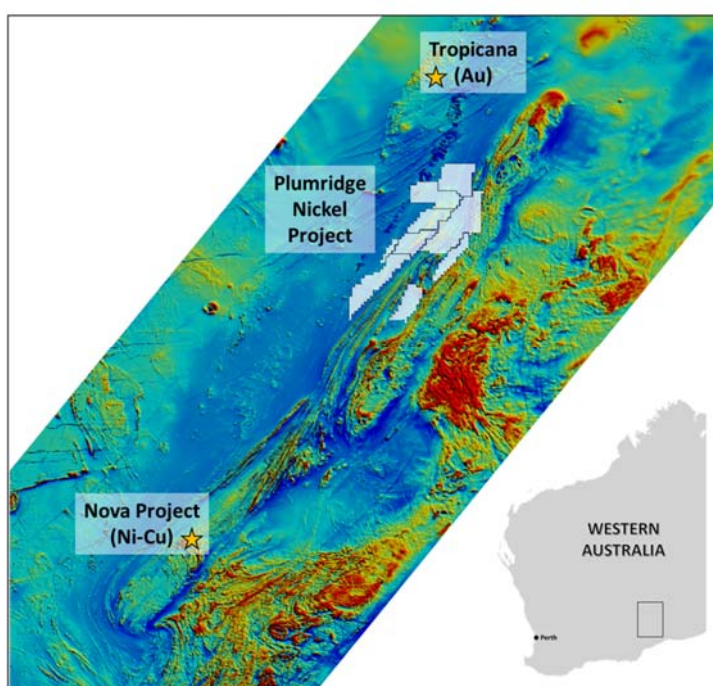 Tropicana
(Au)
Plumridge
Nickel
Project
Nova Project
(Ni-Cu)
WESTERN
AUSTRALIA
Perth